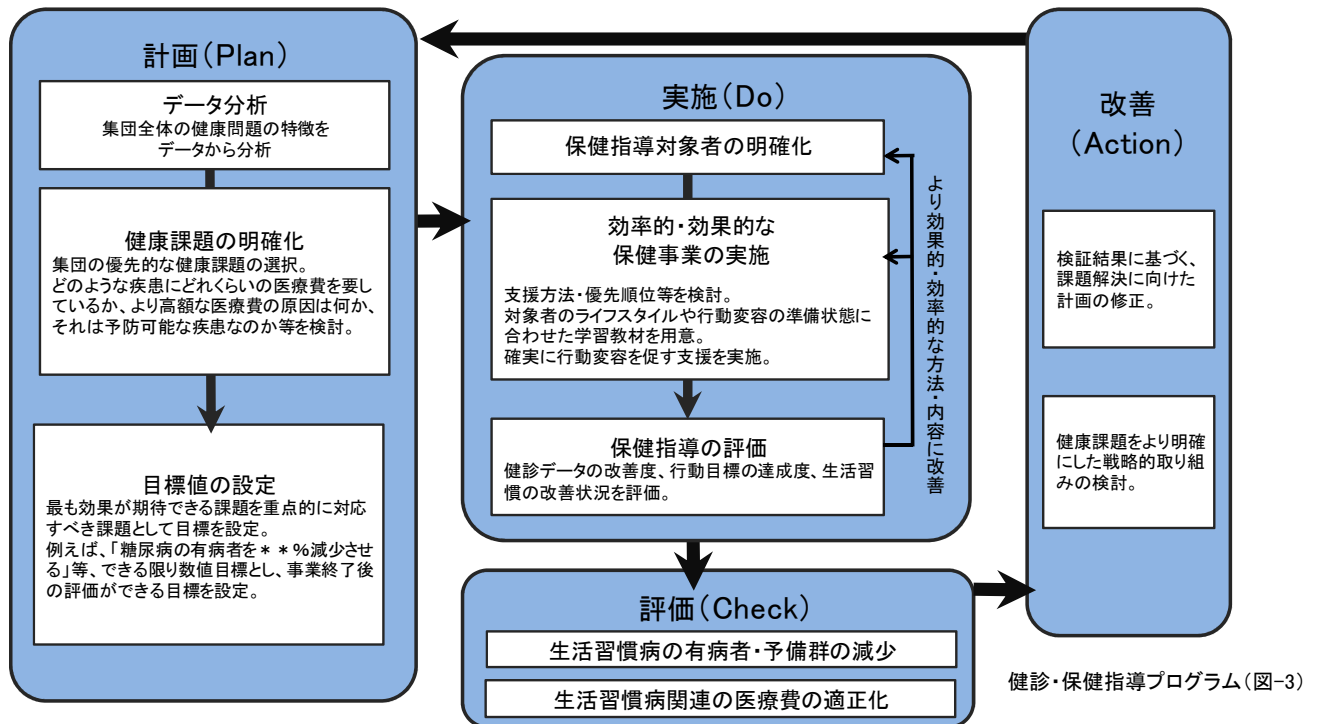 計画(Plan)
データ分析
集団全体の健康問題の特徴を
データから分析
健康課題の明確化
集団の優先的な健康課題の選択。
どのような疾患にどれくらいの医療費を要し
ているか、より高額な医療費の原因は何か、
それは予防可能な疾患なのか等を検討。
目標値の設定
最も効果が期待できる課題を重点的に対応
すべき課題として目標を設定。
例えば、「糖尿病の有病者を＊＊%減少させ
る」等、できる限り数値目標とし、事業終了後
の評価ができる目標を設定。
実施(Do)
保健指導対象者の明確化
効率的・効果的な
保健事業の実施
支援方法・優先順位等を検討。
対象者のライフスタイルや行動変容の準備状態に
合わせた学習教材を用意。
確実に行動変容を促す支援を実施。
保健指導の評価
健診データの改善度、行動目標の達成度、生活習
慣の改善状況を評価。
より効果的・効率的な方法・内容に改善
評価(Check)
生活習慣病の有病者・予備群の減少
生活習慣病関連の医療費の適正化
改善
(Action)
検証結果に基づく、
課題解決に向けた
計画の修正。
健康課題をより明確
にした戦略的取り組
みの検討。
健診・保健指導プログラム(図-3)